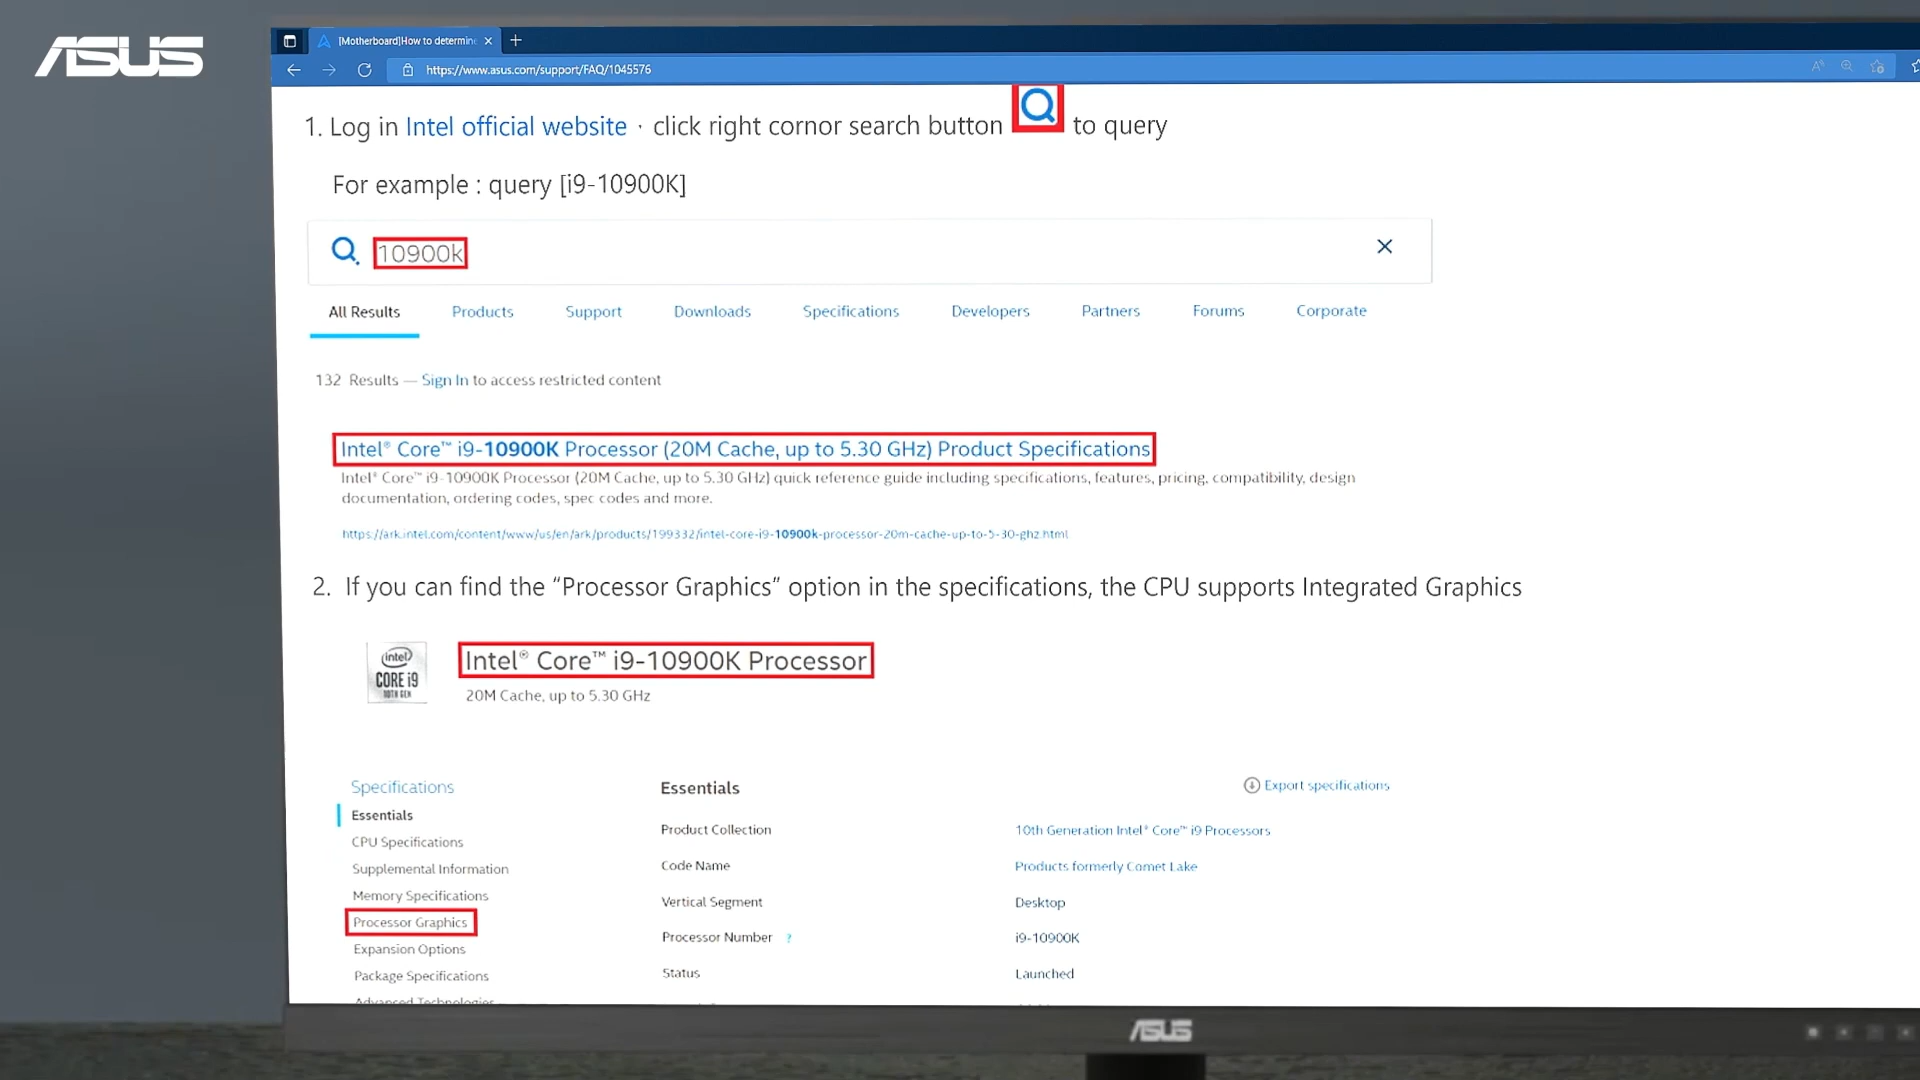 ASUS
[Motherboard]How to determin
https://www.asus.com/support/FAQ/1045576
1. Log in Intel official website · click right cornor search button to query
For example : query [i9-10900K]
10900k
All Results Products Support Downloads Specifications Developers Partners Forums Corporate
132 Results — Sign In to access restricted content
Intel® Core™ i9-10900K Processor (20M Cache, up to 5.30 GHz) Product Specifications
Intel® Core™ i9-10900K Processor (20M Cache, up to 5.30 GHz) quick reference guide including specifications, features, pricing, compatibility, design
documentation, ordering codes, spec codes and more.
https://ark.intel.com/content/www/us/en/ark/products/199332/intel-core-i9-10900k-processor-20m-cache-up-to-5-30-ghz.html
2. If you can find the “Processor Graphics” option in the specifications, the CPU supports Integrated Graphics
intel
CORE i9
10TH GEN
Intel® Core™ i9-10900K Processor
20M Cache, up to 5.30 GHz
Specifications
Essentials
CPU Specifications
Supplemental Information
Memory Specifications
Processor Graphics
Expansion Options
Package Specifications
Advanced Technologies
Essentials
Export specifications
Product Collection 10th Generation Intel® Core™ i9 Processors
Code Name Products formerly Comet Lake
Vertical Segment Desktop
Processor Number ? i9-10900K
Status Launched
ASUS